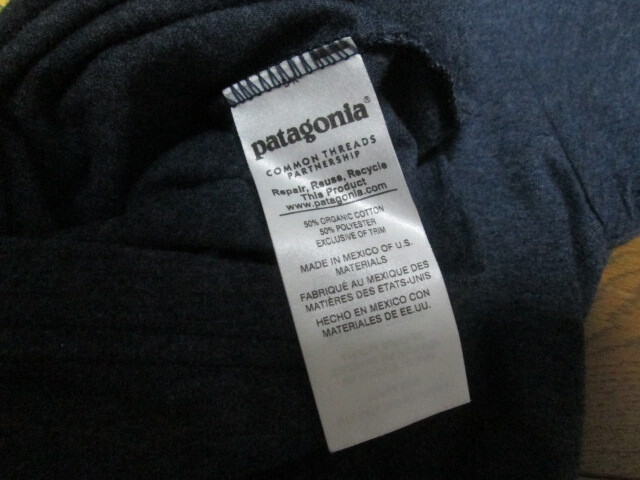 patagonia®
COMMON THREADS
PARTNERSHIP
Repair, Reuse, Recycle
This Product
www.patagonia.com
50% ORGANIC COTTON
50% POLYESTER
EXCLUSIVE OF TRIM
MADE IN MEXICO OF U.S.
MATERIALS
FABRIQUÉ AU MEXIQUE DES
MATIÈRES DES ETATS-UNIS
HECHO EN MEXICO CON
MATERIALES DE EE.UU.